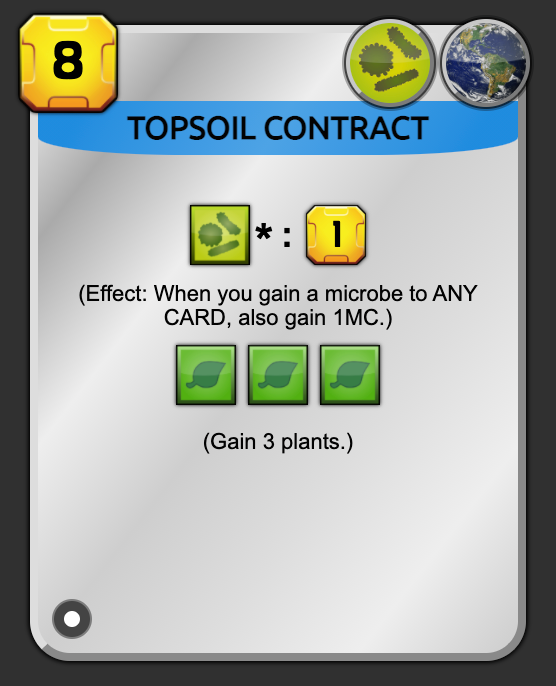 8
TOPSOIL CONTRACT
* : 1
(Effect: When you gain a microbe to ANY
CARD, also gain 1MC.)
(Gain 3 plants.)